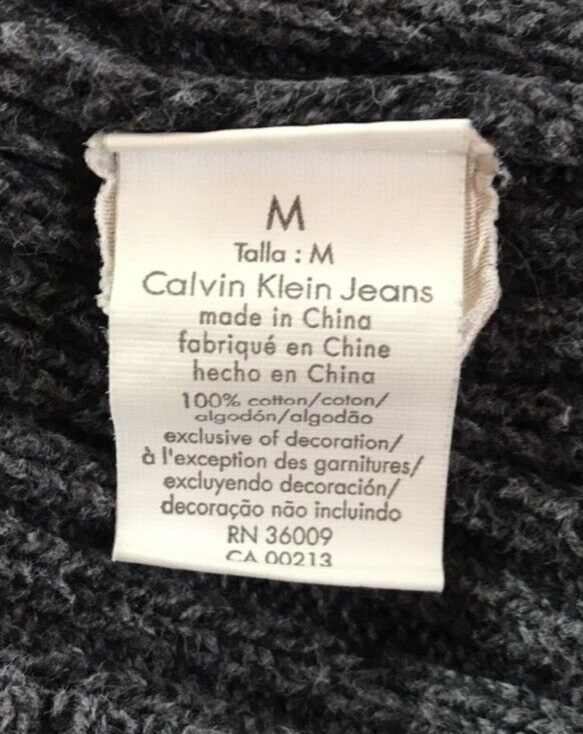 M
Talla : M
Calvin Klein Jeans
made in China
fabriqué en Chine
hecho en China
100% cotton/coton/
algodón/algodão
exclusive of decoration/
à l'exception des garnitures/
excluyendo decoración/
decoração não incluindo
RN 36009
CA 00213